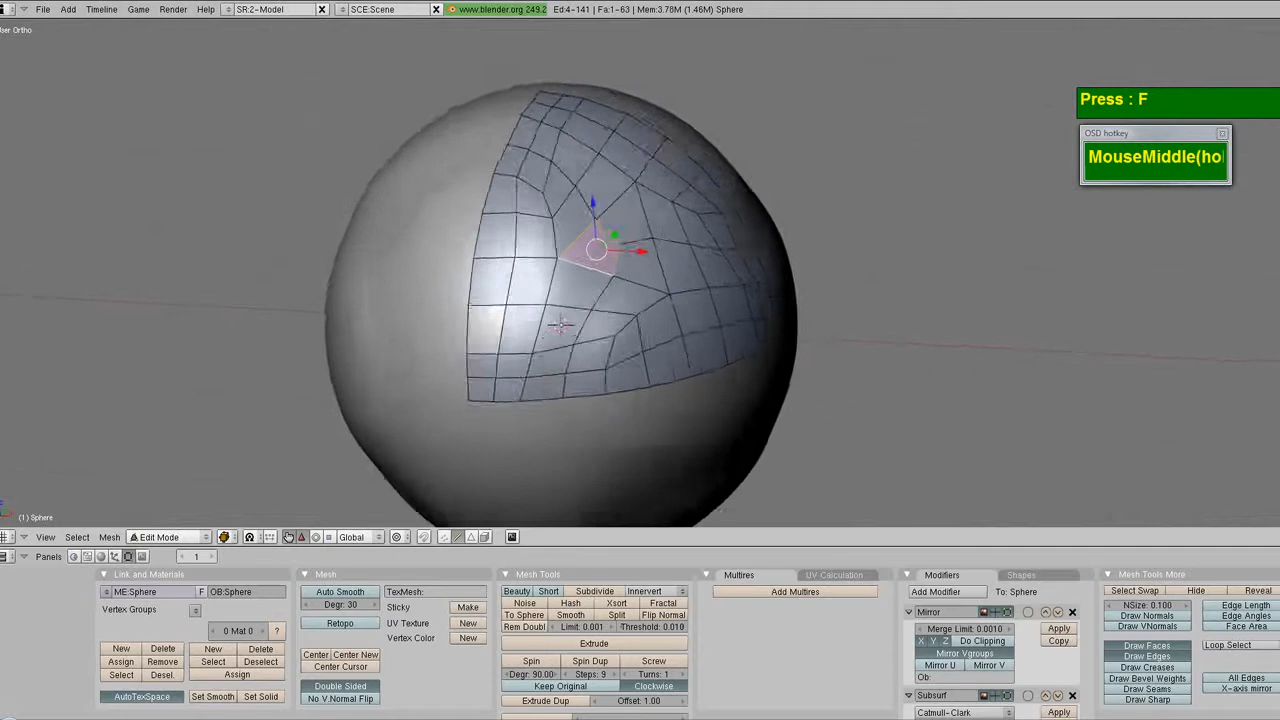 File Add Timeline Game Render Help SR:2-Model SCE:Scene www.blender.org 249.2 Ed:4-141 | Fa:1-63 | Mem:3.78M (1.46M) Sphere
User Ortho
Press : F
OSD hotkey
MouseMiddle(ho
(1) Sphere
View Select Mesh Edit Mode Global
Panels 1
Link and Materials
ME:Sphere F OB:Sphere
Vertex Groups
0 Mat 0 ?
New Delete New Delete
Assign Remove Select Deselect
Select Desel. Assign
AutoTexSpace Set Smooth Set Solid
Mesh
Auto Smooth TexMesh:
Degr: 30 Sticky Make
Retopo UV Texture New
Vertex Color New
Center Center New
Center Cursor
Double Sided
No V.Normal Flip
Mesh Tools
Beauty Short Subdivide Innervert
Noise Hash Xsort Fractal
To Sphere Smooth Split Flip Normal
Rem Doubl Limit: 0.001 Threshold: 0.010
Extrude
Spin Spin Dup Screw
Degr: 90.00 Steps: 9 Turns: 1
Keep Original Clockwise
Extrude Dup Offset: 1.00
Multires UV Calculation
Add Multires
Modifiers Shapes
Add Modifier To: Sphere
Mirror
Merge Limit: 0.0010 Apply
X Y Z Do Clipping Copy
Mirror Vgroups
Mirror U Mirror V
Ob:
Subsurf
Catmull-Clark Apply
Mesh Tools More
Select Swap Hide Reveal
NSize: 0.100 Edge Length
Draw Normals Edge Angles
Draw VNormals Face Area
Draw Faces Loop Select
Draw Edges
Draw Creases
Draw Bevel Weights All Edges
Draw Seams X-axis mirror
Draw Sharp